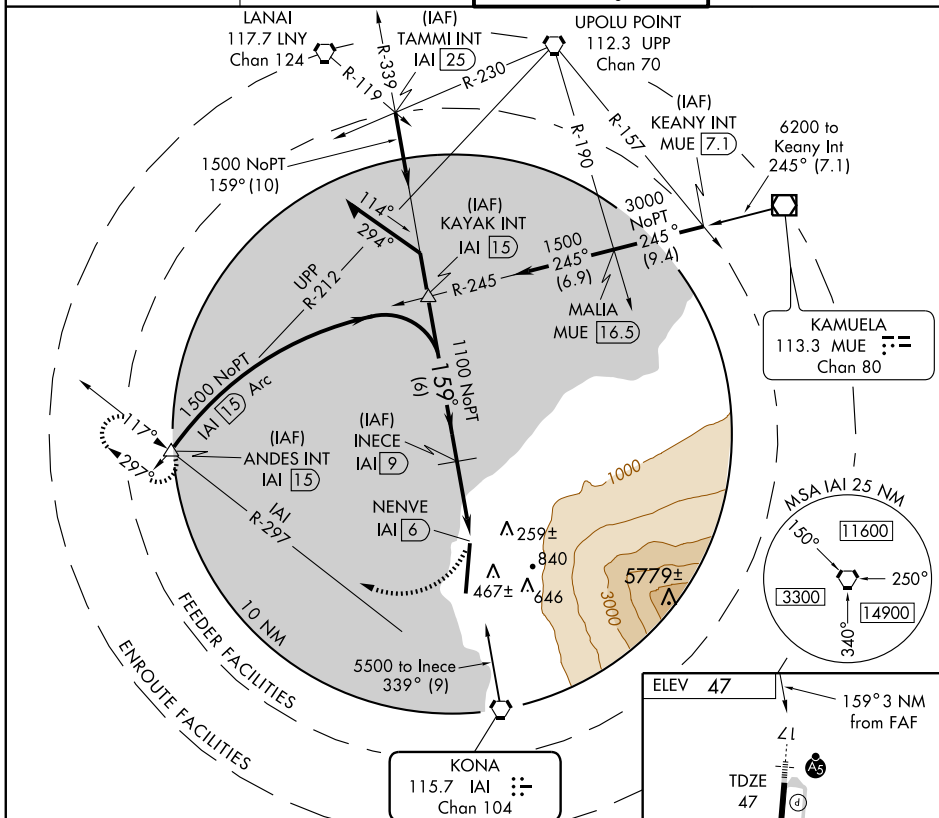 LANAI
117.7 LNY
Chan 124
(IAF)
TAMMI INT
IAI 25
UPOLU POINT
112.3 UPP
Chan 70
R-339
R-119
R-230
R-190
R-157
(IAF)
KEANY INT
MUE 7.1
6200 to
Keany Int
245° (7.1)
1500 NoPT
159° (10)
114°
294°
(IAF)
KAYAK INT
IAI 15
3000
NoPT
245°
(9.4)
1500
245°
(6.9)
R-245
UPP
R-212
MALIA
MUE 16.5
KAMUELA
113.3 MUE
Chan 80
1500 NoPT
IAI 15 Arc
1100 NoPT
159°
(6)
117°
297°
(IAF)
ANDES INT
IAI 15
(IAF)
INECE
IAI 9
IAI
R-297
NENVE
IAI 6
1000
3000
259±
840
467±
646
5779±
MSA IAI 25 NM
150°
11600
250°
3300
14900
340°
10 NM
FEEDER FACILITIES
ENROUTE FACILITIES
5500 to Inece
339° (9)
KONA
115.7 IAI
Chan 104
ELEV 47
159° 3 NM
from FAF
17
A5
TDZE
47
P